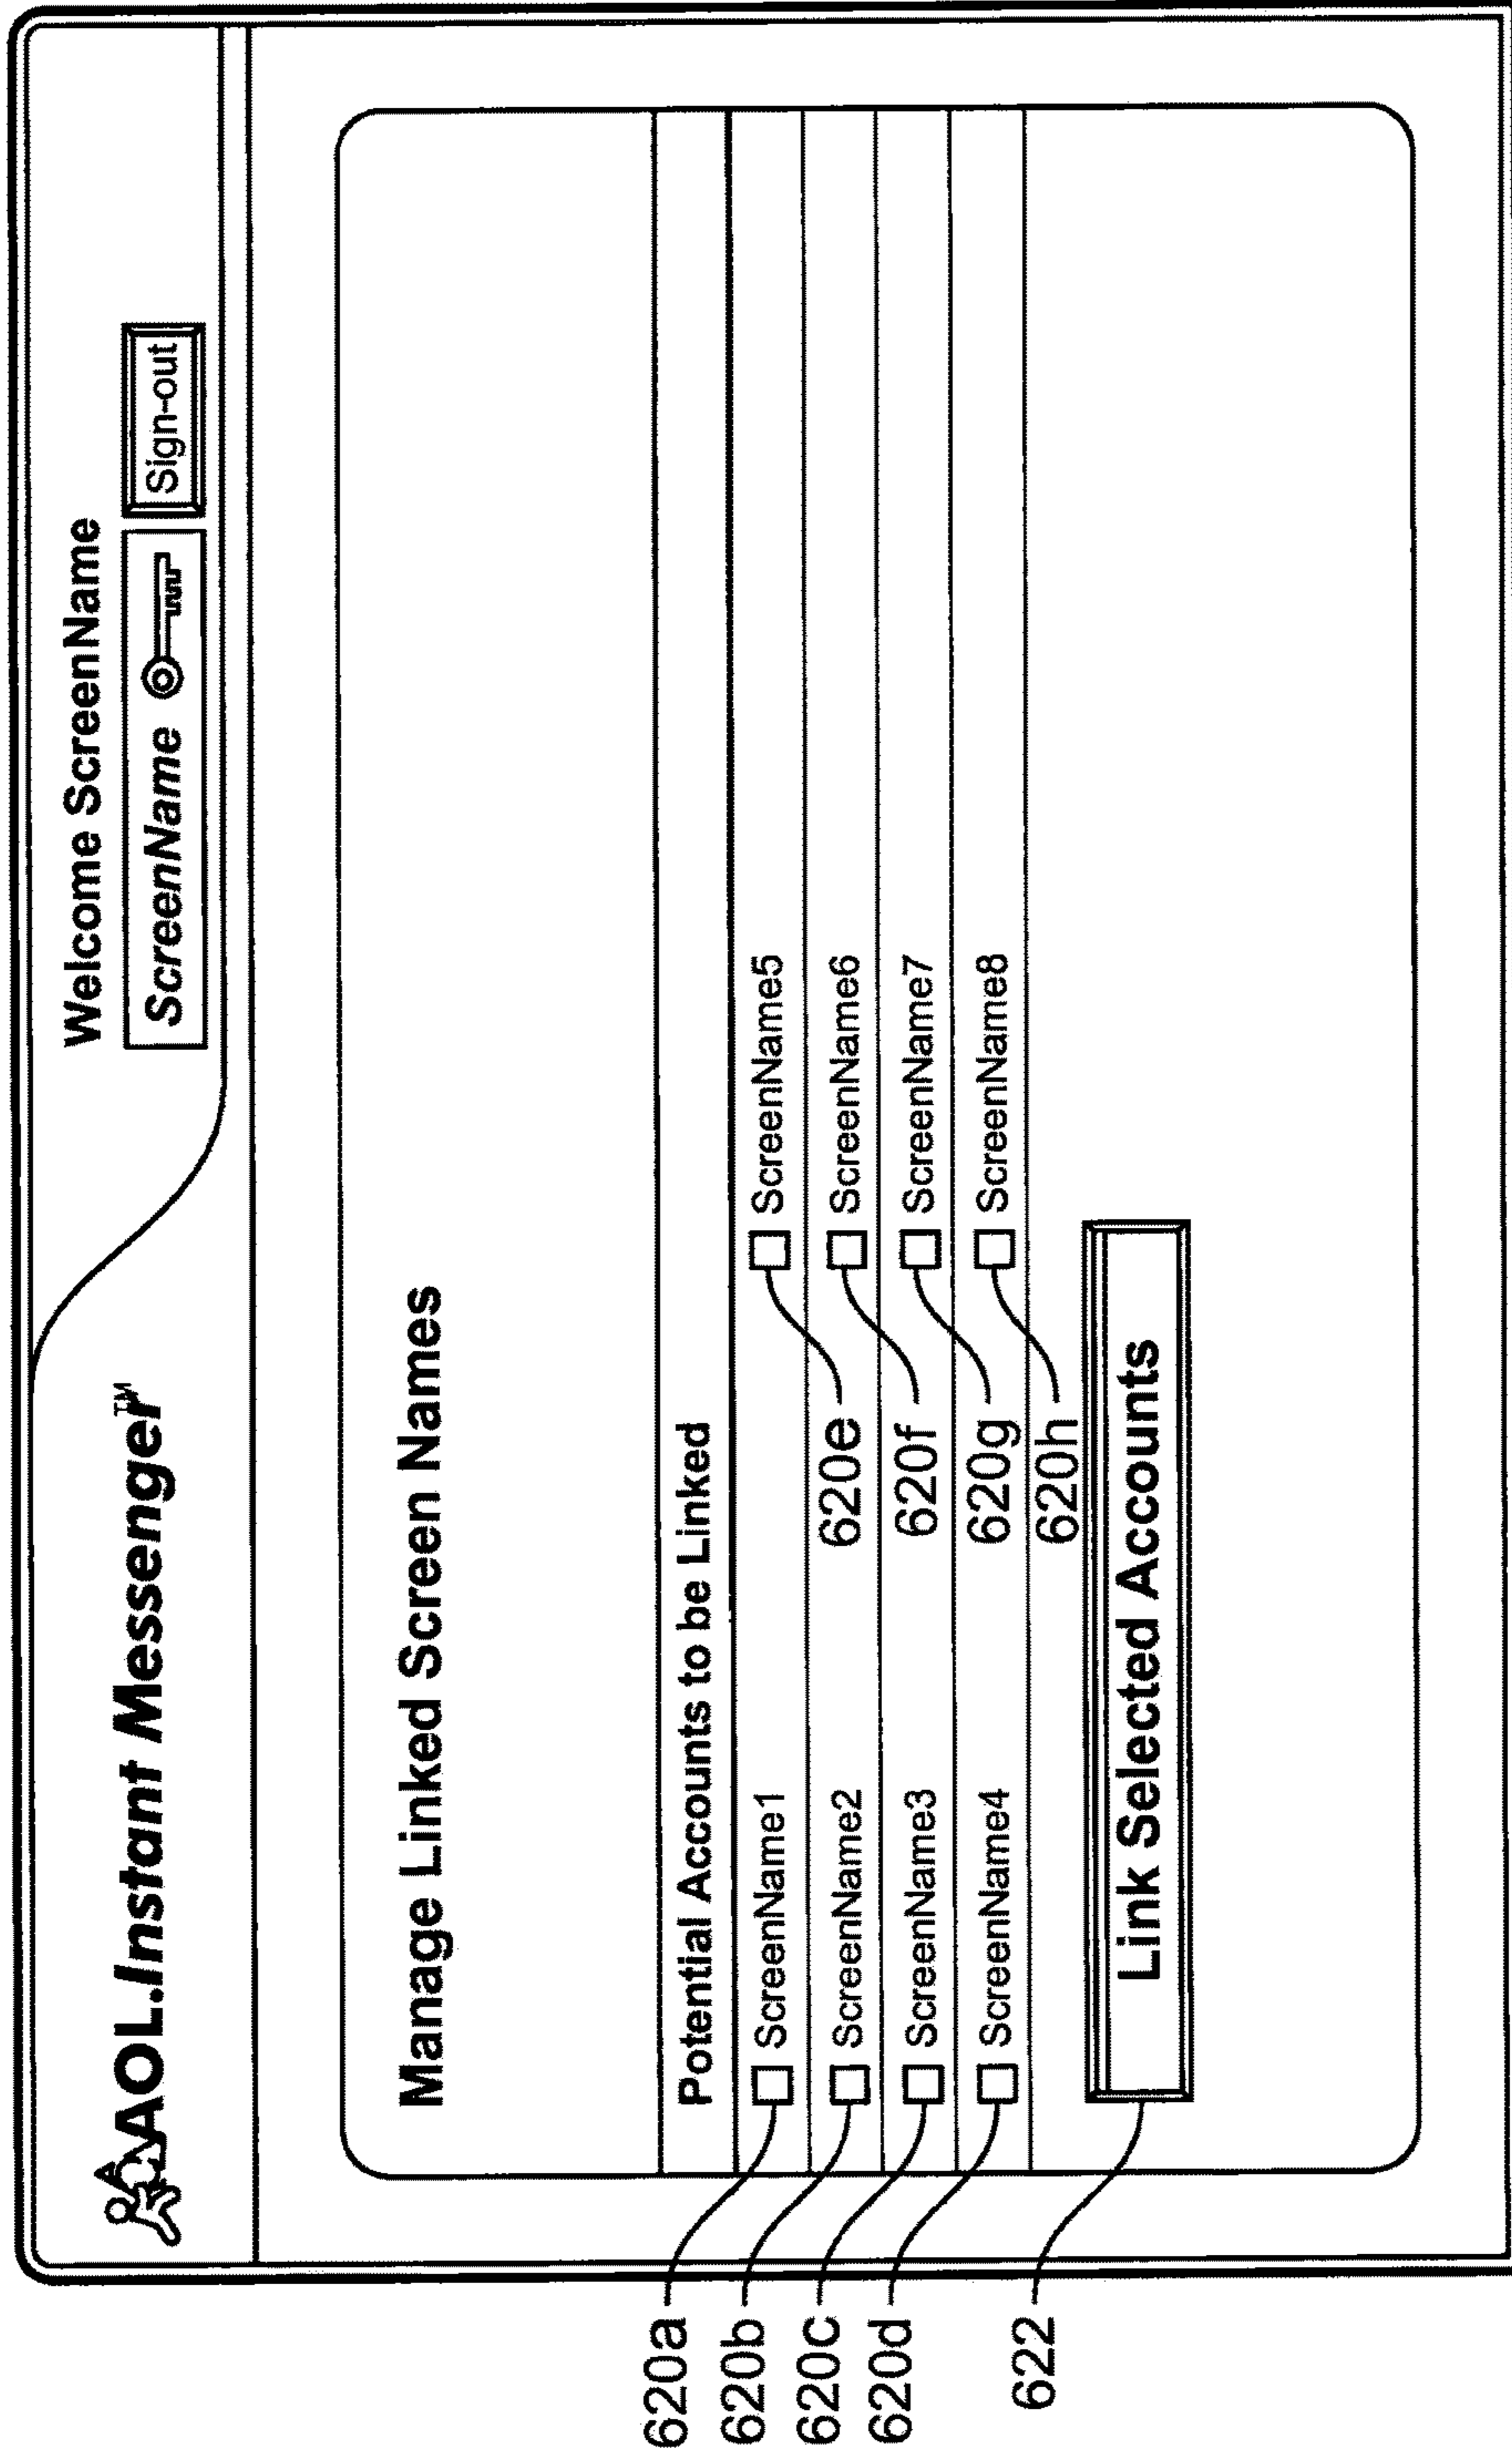 AOL.Instant Messenger™
Welcome ScreenName
ScreenName
Sign-out
Manage Linked Screen Names
Potential Accounts to be Linked
620a
ScreenName1
620e
ScreenName5
620b
ScreenName2
620f
ScreenName6
620c
ScreenName3
620g
ScreenName7
620d
ScreenName4
620h
ScreenName8
622
Link Selected Accounts